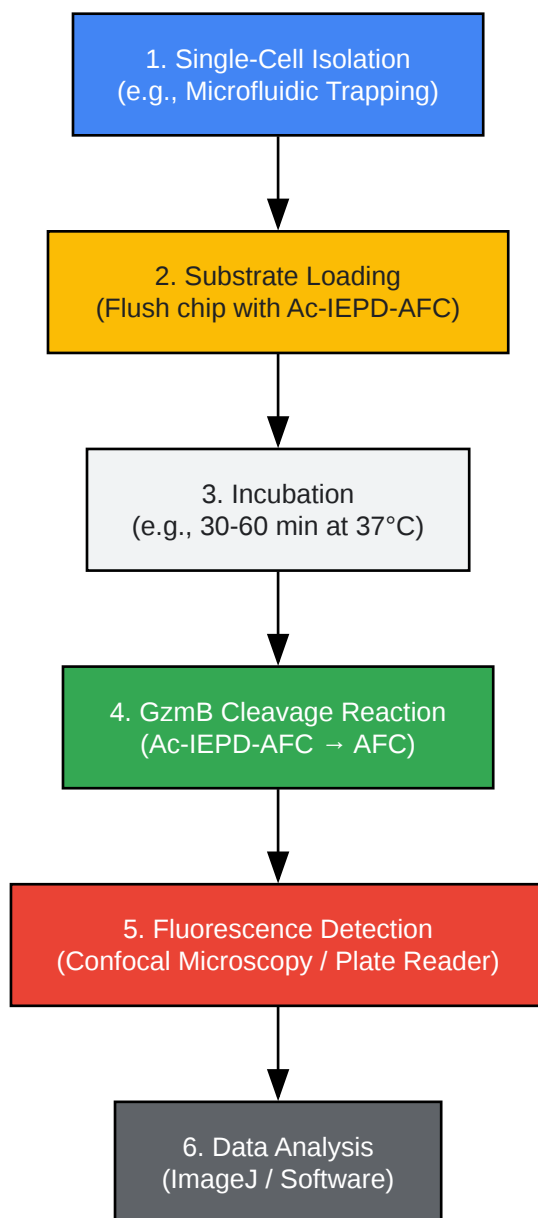 1. Single-Cell Isolation
(e.g., Microfluidic Trapping)
2. Substrate Loading
(Flush chip with Ac-IEPD-AFC)
3. Incubation
(e.g., 30-60 min at 37°C)
4. GzmB Cleavage Reaction
(Ac-IEPD-AFC → AFC)
5. Fluorescence Detection
(Confocal Microscopy / Plate Reader)
6. Data Analysis
(ImageJ / Software)